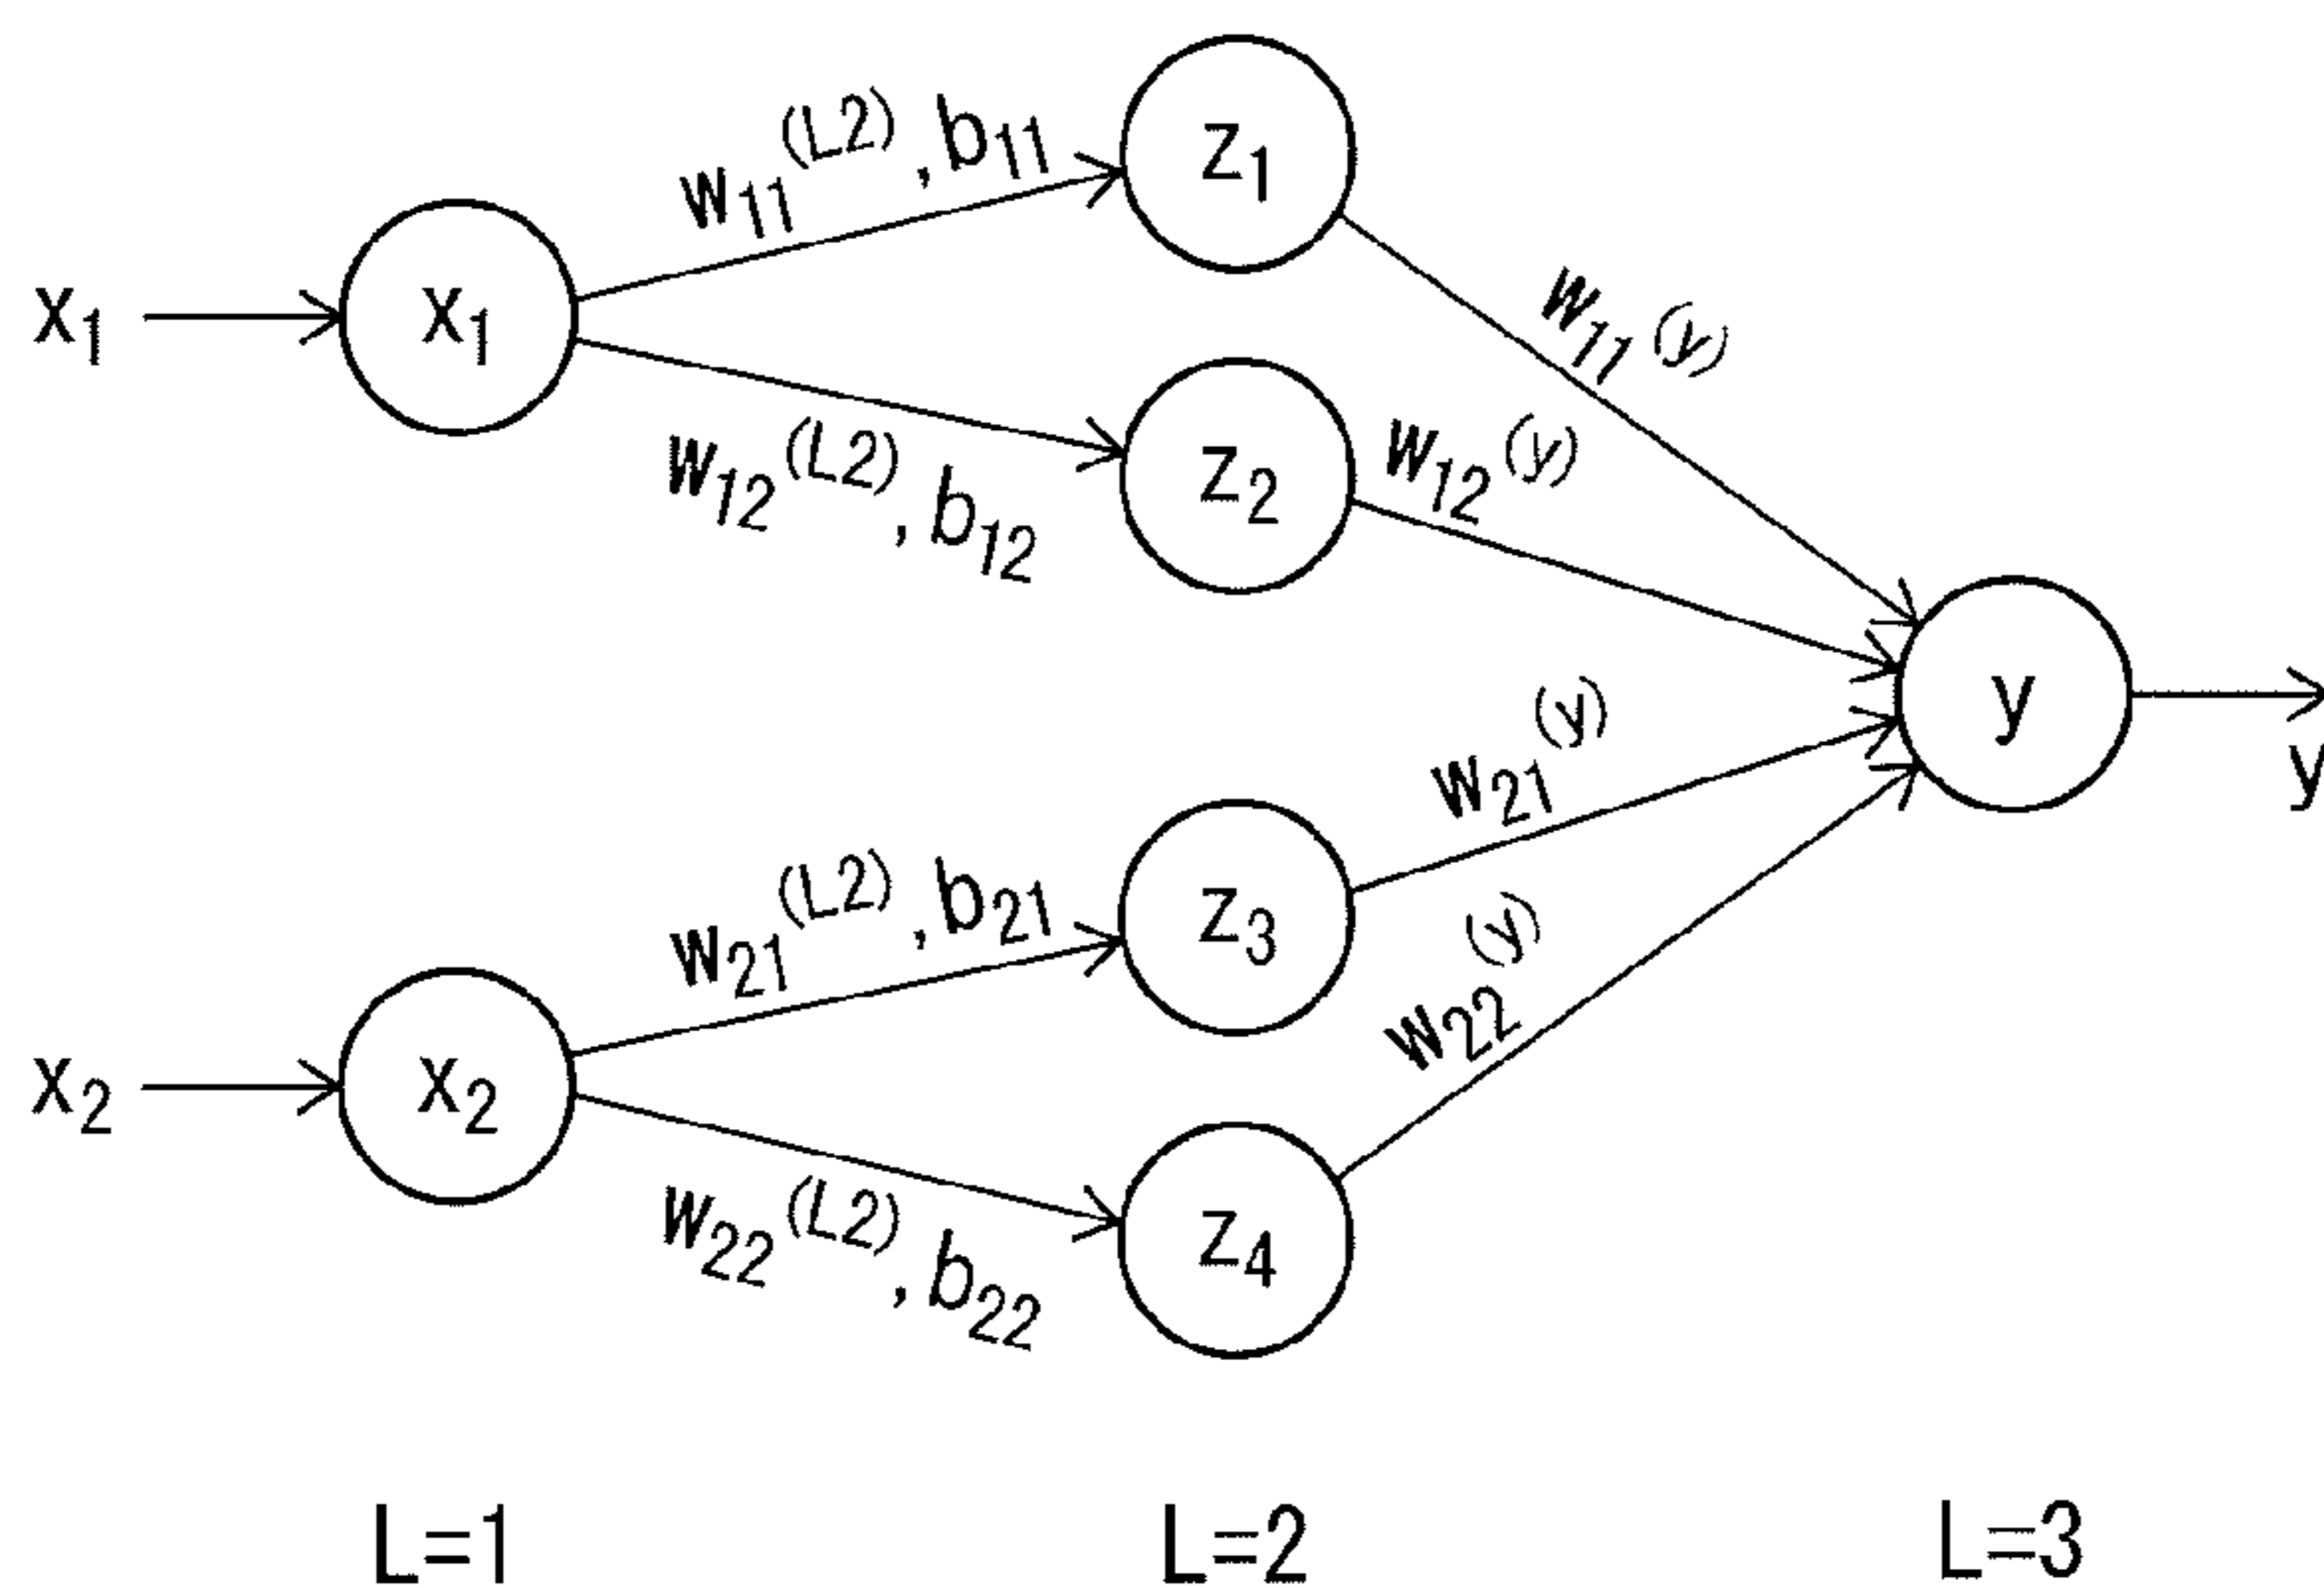 x₁
x₁
w₁₁⁽ᴸ²⁾, b₁₁
w₁₂⁽ᴸ²⁾, b₁₂
z₁
z₂
w₁₁⁽ʸ⁾
w₁₂⁽ʸ⁾
x₂
x₂
w₂₁⁽ᴸ²⁾, b₂₁
w₂₂⁽ᴸ²⁾, b₂₂
z₃
z₄
w₂₁⁽ʸ⁾
w₂₂⁽ʸ⁾
y
y
L=1
L=2
L=3